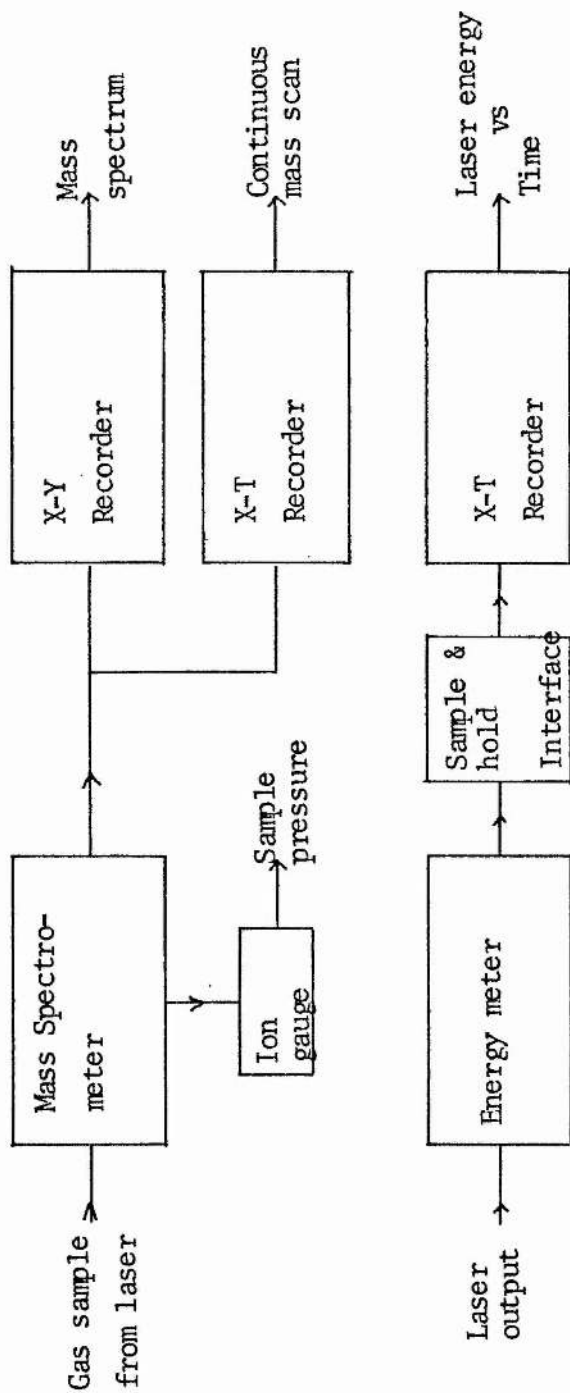 Gas sample
from laser
Mass Spectro-
meter
Ion
gauge
Sample
pressure
X-Y
Recorder
Mass
spectrum
X-T
Recorder
Continuous
mass scan
Laser
output
Energy meter
Sample &
hold
Interface
X-T
Recorder
Laser energy
vs
Time